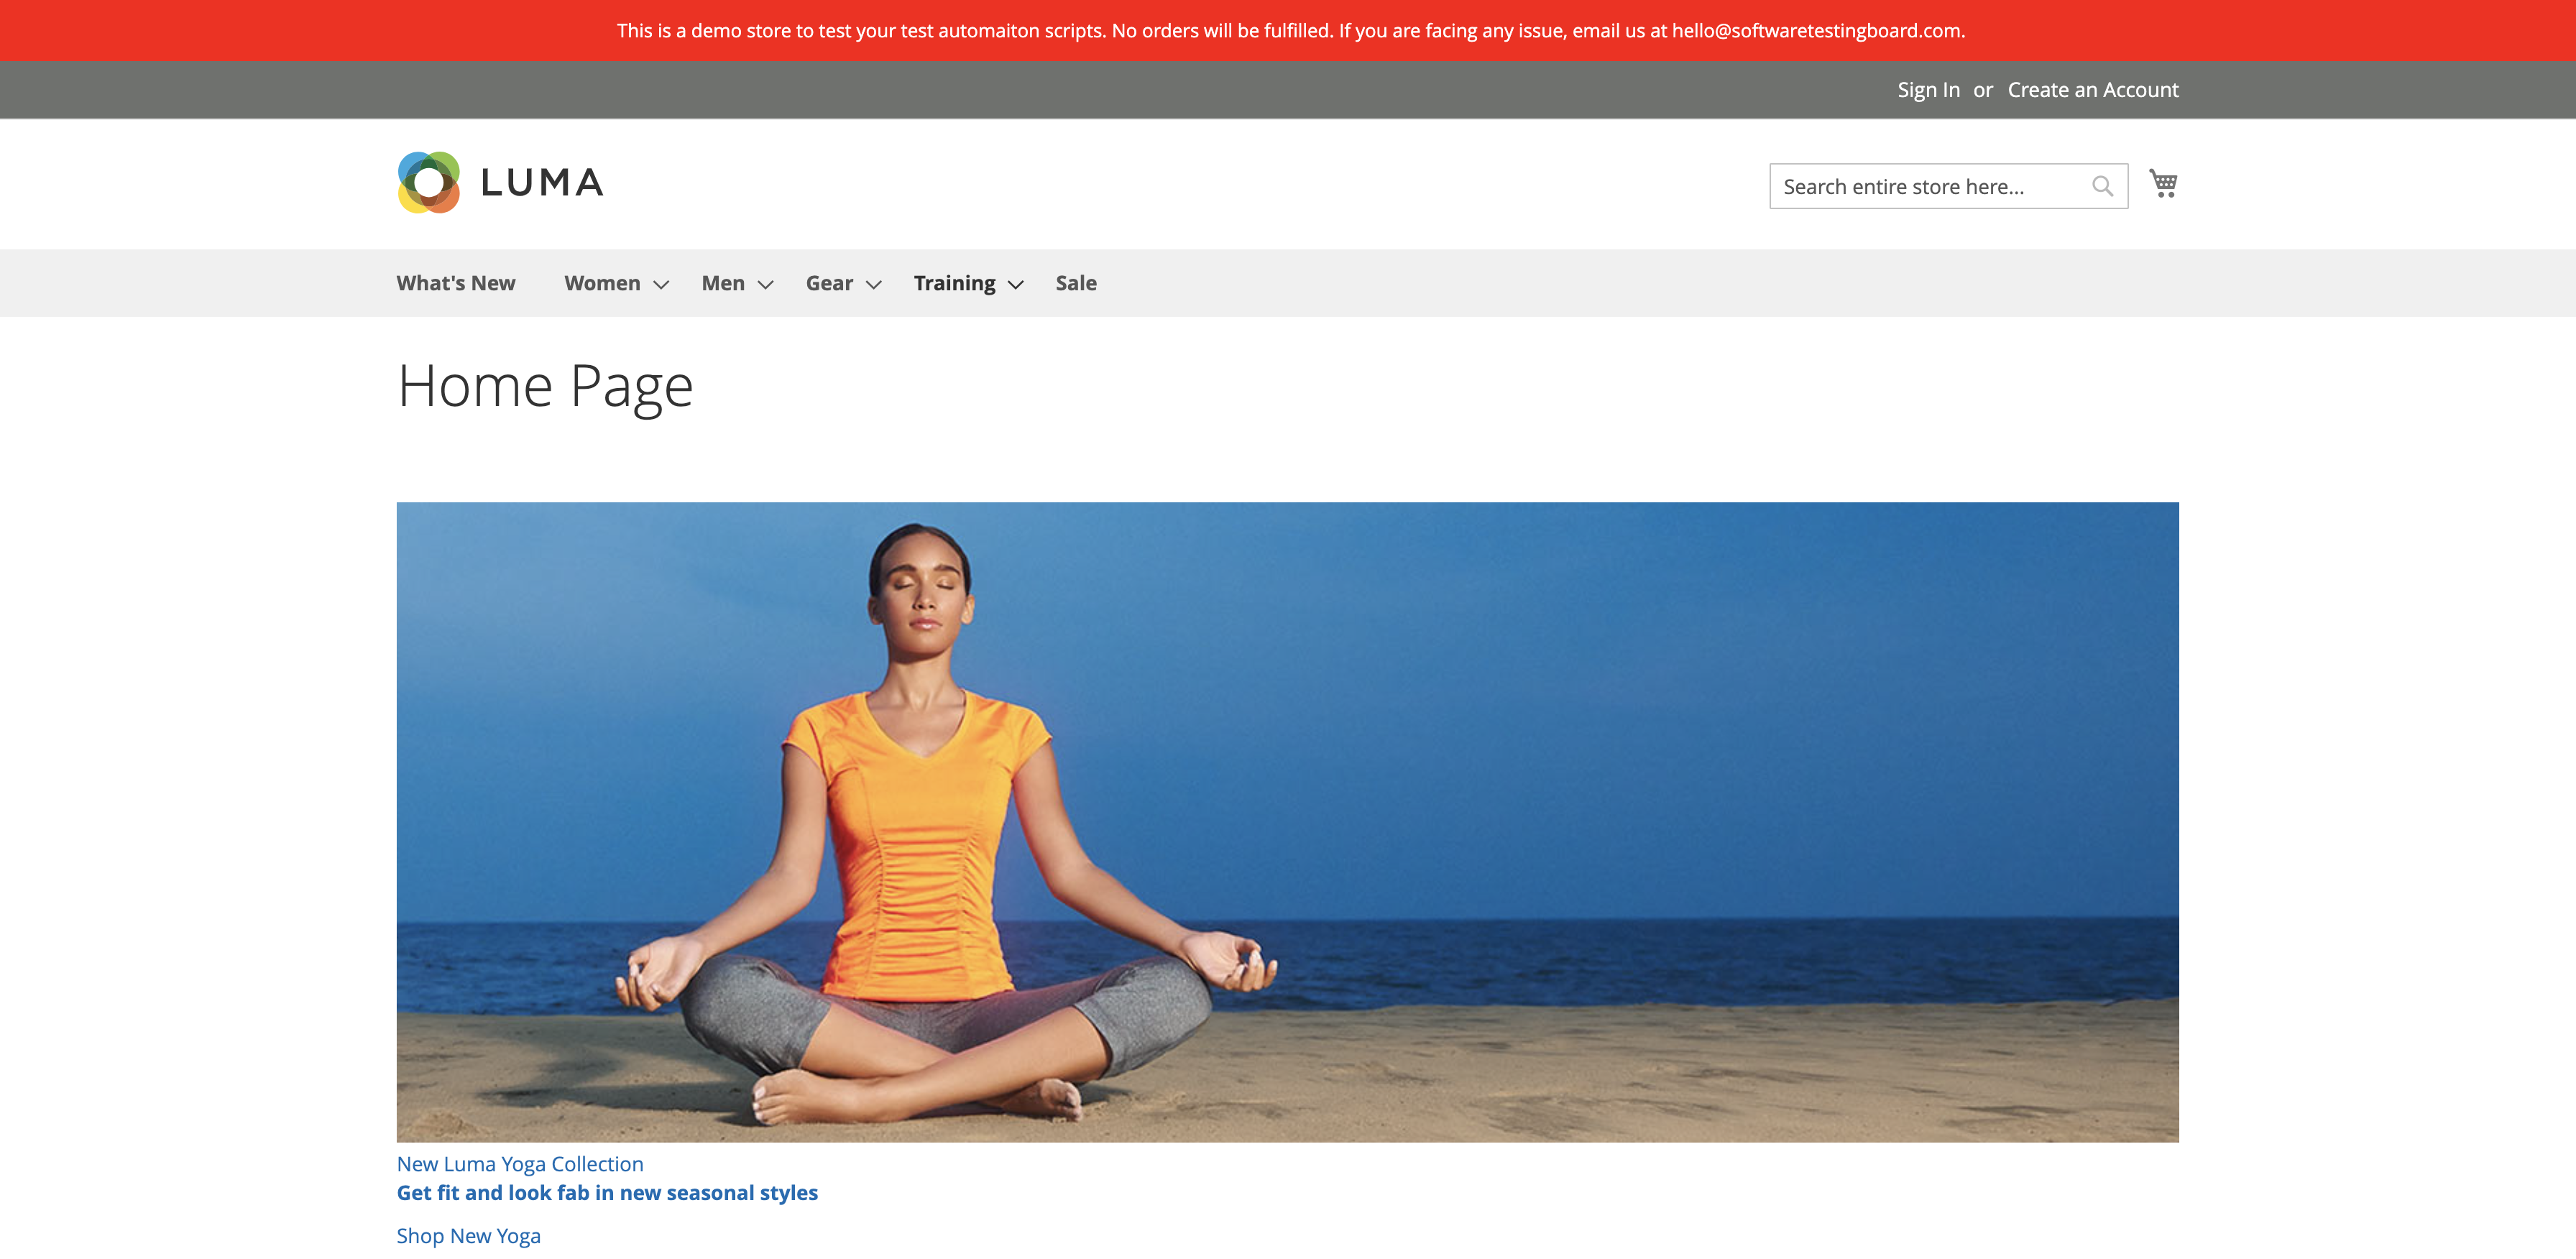 This is a demo store to test your test automaiton scripts. No orders will be fulfilled. If you are facing any issue, email us at hello@softwaretestingboard.com.
Sign In or Create an Account
LUMA
Search entire store here...
What's New Women Men Gear Training Sale
Home Page
New Luma Yoga Collection
Get fit and look fab in new seasonal styles
Shop New Yoga